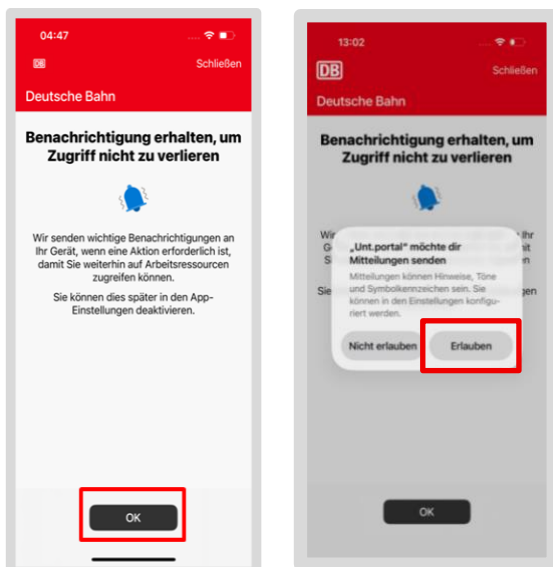 04:47
DB
Schließen
Deutsche Bahn
Benachrichtigung erhalten, um
Zugriff nicht zu verlieren
Wir senden wichtige Benachrichtigungen an
Ihr Gerät, wenn eine Aktion erforderlich ist,
damit Sie weiterhin auf Arbeitsressourcen
zugreifen können.
Sie können dies später in den App-
Einstellungen deaktivieren.
OK
13:02
DB
Schließen
Deutsche Bahn
Benachrichtigung erhalten, um
Zugriff nicht zu verlieren
„Unt.portal“ möchte dir
Mitteilungen senden
Mitteilungen können Hinweise, Töne
und Symbolkennzeichen sein. Sie
können in den Einstellungen konfigu-
riert werden.
Nicht erlauben
Erlauben
OK